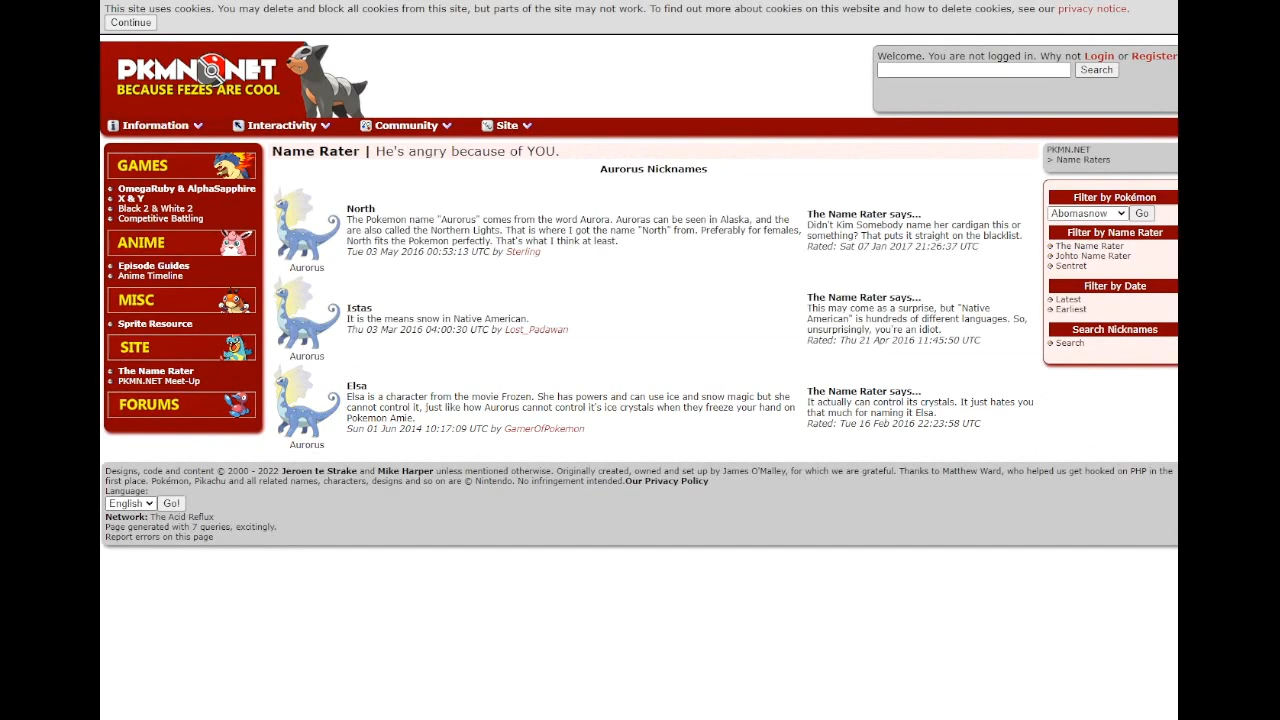 This site uses cookies. You may delete and block all cookies from this site, but parts of the site may not work. To find out more about cookies on this website and how to delete cookies, see our privacy notice.
Continue
PKMN.NET
BECAUSE FEZES ARE COOL
Welcome. You are not logged in. Why not Login or Register
Search
Information
Interactivity
Community
Site
GAMES
OmegaRuby & AlphaSapphire
X & Y
Black 2 & White 2
Competitive Battling
ANIME
Episode Guides
Anime Timeline
MISC
Sprite Resource
SITE
The Name Rater
PKMN.NET Meet-Up
FORUMS
Name Rater | He's angry because of YOU.
Aurorus Nicknames
North
The Pokemon name "Aurorus" comes from the word Aurora. Auroras can be seen in Alaska, and the
are also called the Northern Lights. That is where I got the name "North" from. Preferably for females,
North fits the Pokemon perfectly. That's what I think at least.
Tue 03 May 2016 00:53:13 UTC by Sterling
Aurorus
The Name Rater says...
Didn't Kim Somebody name her cardigan this or
something? That puts it straight on the blacklist.
Rated: Sat 07 Jan 2017 21:26:37 UTC
Istas
It is the means snow in Native American.
Thu 03 Mar 2016 04:00:30 UTC by Lost_Padawan
Aurorus
The Name Rater says...
This may come as a surprise, but "Native
American" is hundreds of different languages. So,
unsurprisingly, you're an idiot.
Rated: Thu 21 Apr 2016 11:45:50 UTC
Elsa
Elsa is a character from the movie Frozen. She has powers and can use ice and snow magic but she
cannot control it, just like how Aurorus cannot control it's ice crystals when they freeze your hand on
Pokemon Amie.
Sun 01 Jun 2014 10:17:09 UTC by GamerOfPokemon
Aurorus
The Name Rater says...
It actually can control its crystals. It just hates you
that much for naming it Elsa.
Rated: Tue 16 Feb 2016 22:23:58 UTC
PKMN.NET
> Name Raters
Filter by Pokémon
Abomasnow
Go
Filter by Name Rater
The Name Rater
Johto Name Rater
Sentret
Filter by Date
Latest
Earliest
Search Nicknames
Search
Designs, code and content © 2000 - 2022 Jeroen te Strake and Mike Harper unless mentioned otherwise. Originally created, owned and set up by James O'Malley, for which we are grateful. Thanks to Matthew Ward, who helped us get hooked on PHP in the
first place. Pokémon, Pikachu and all related names, characters, designs and so on are © Nintendo. No infringement intended.Our Privacy Policy
Language:
English
Go!
Network: The Acid Reflux
Page generated with 7 queries, excitingly.
Report errors on this page